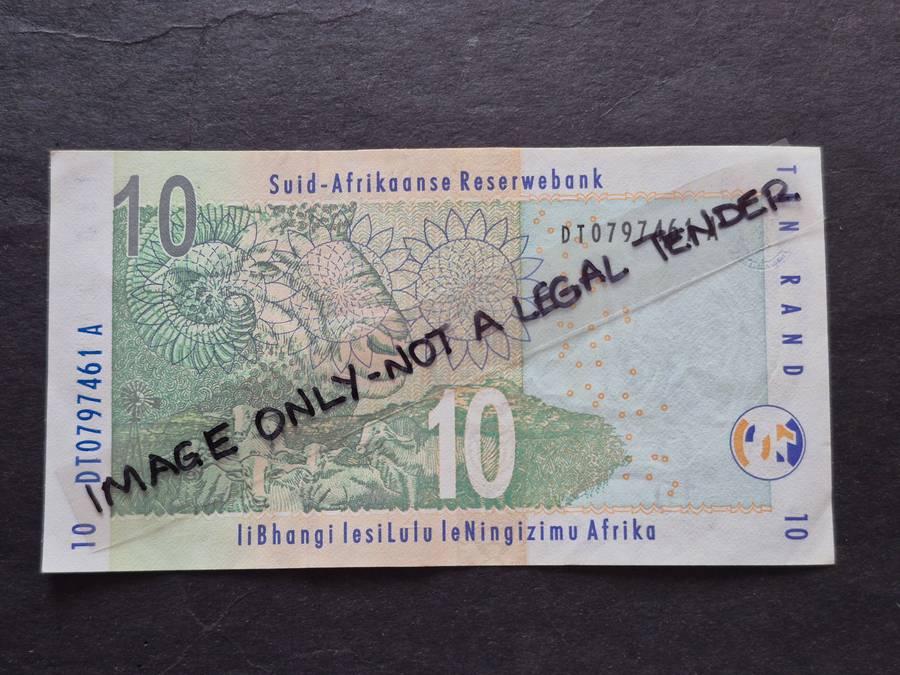 10
Suid-Afrikaanse Reserwebank
DT0797461 A
TEN RAND
IMAGE ONLY-NOT A LEGAL TENDER.
10 DT0797461 A
10
liBhangi lesiLulu leNingizimu Afrika
10